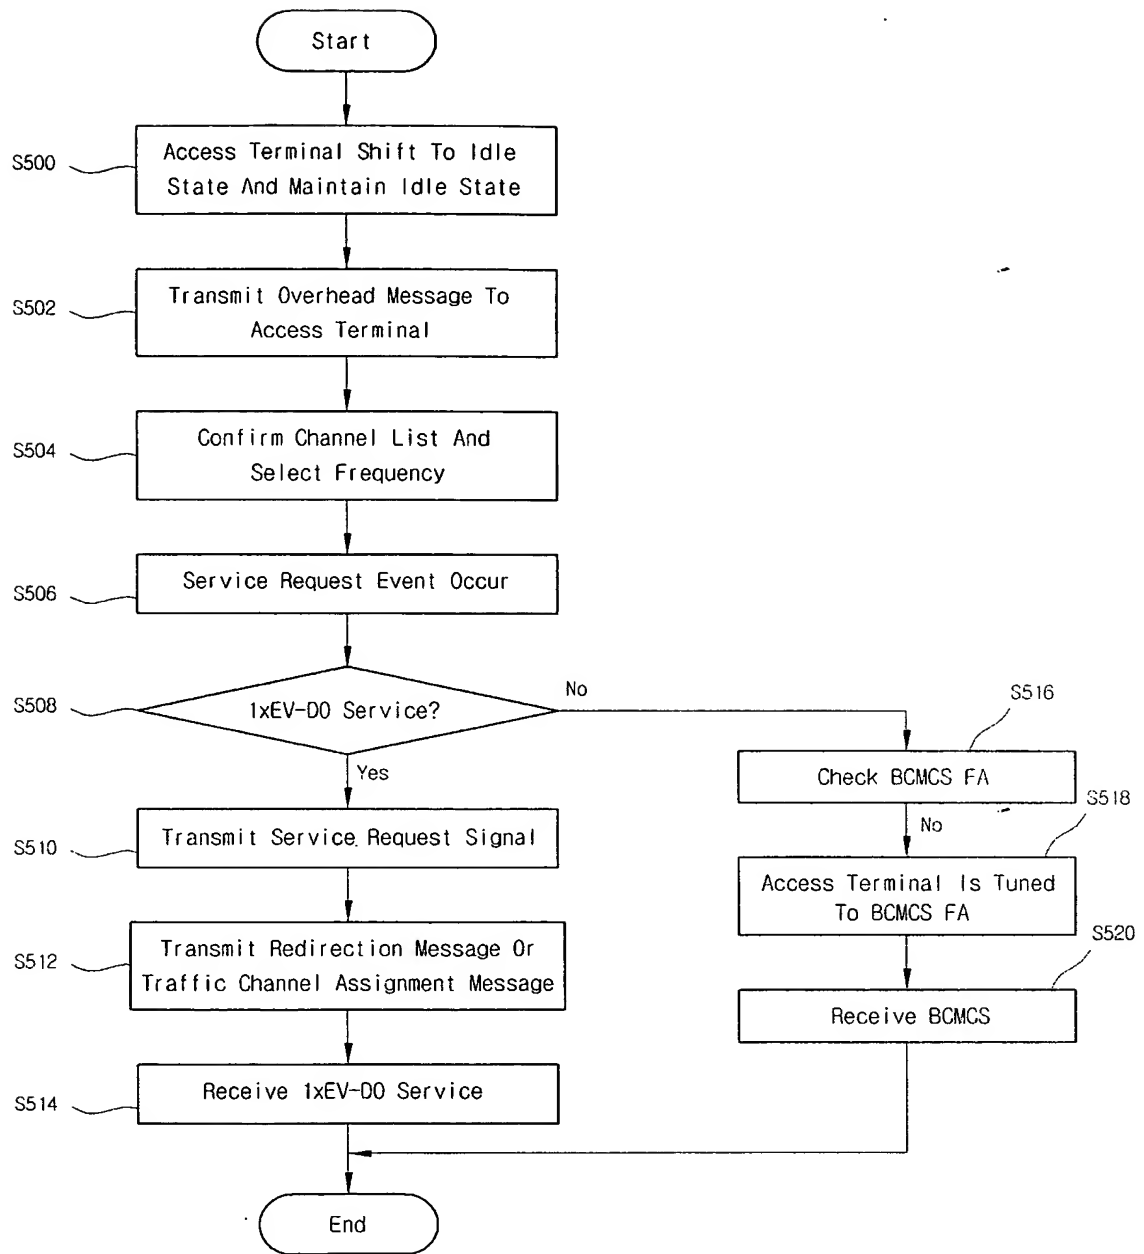 Start
S500
Access Terminal Shift To Idle
State And Maintain Idle State
S502
Transmit Overhead Message To
Access Terminal
S504
Confirm Channel List And
Select Frequency
S506
Service Request Event Occur
S508
1xEV-DO Service?
No
Yes
S510
Transmit Service Request Signal
S512
Transmit Redirection Message Or
Traffic Channel Assignment Message
S514
Receive 1xEV-DO Service
S516
Check BCMCS FA
No
S518
Access Terminal Is Tuned
To BCMCS FA
S520
Receive BCMCS
End